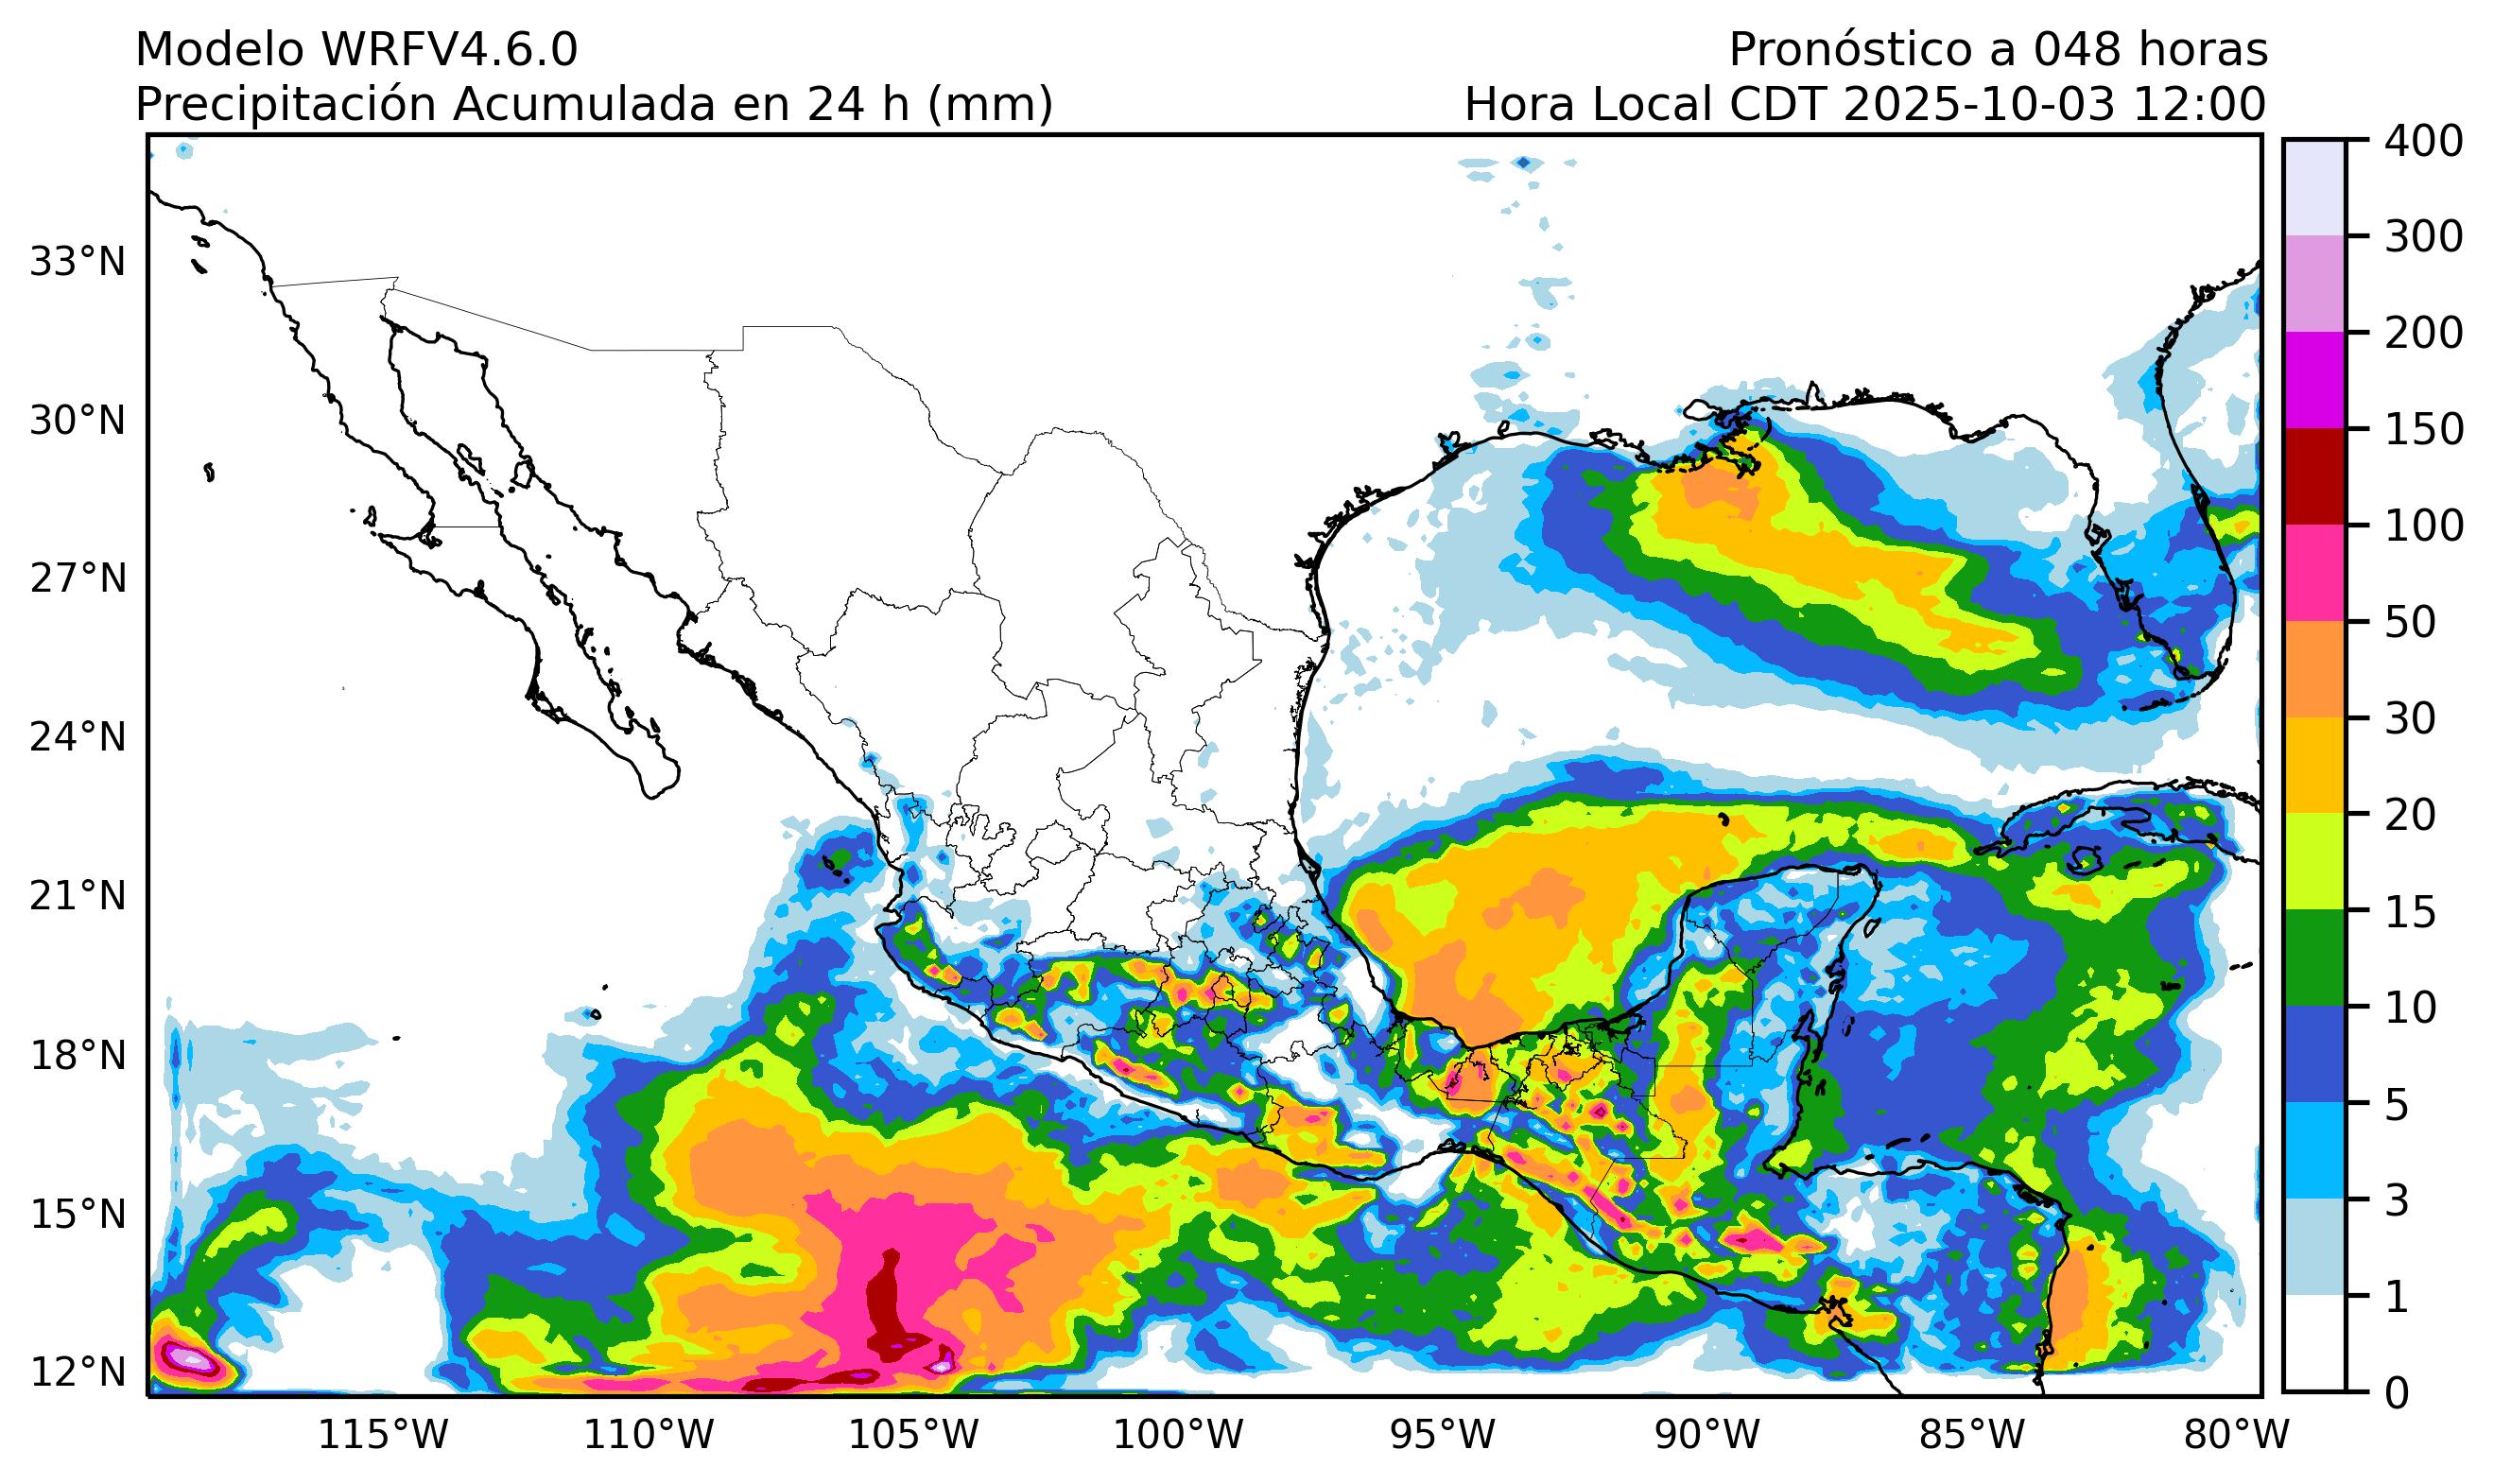 Modelo WRFV4.6.0
Pronóstico a 048 horas
Precipitación Acumulada en 24 h (mm)
Hora Local CDT 2025-10-03 12:00
400
300
200
150
100
50
30
20
15
10
5
3
1
0
33°N
30°N
27°N
24°N
21°N
18°N
15°N
12°N
115°W
110°W
105°W
100°W
95°W
90°W
85°W
80°W